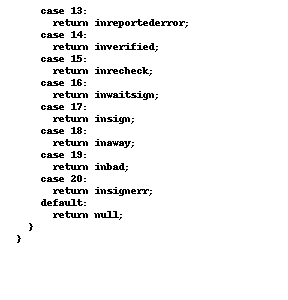 case 13:
return inreportederror;
case 14:
return inverified;
case 15:
return inrecheck;
case 16:
return inwaitsign;
case 17:
return insign;
case 18:
return inaway;
case 19:
return inbad;
case 20:
return insignerr;
default:
return null;
}
}